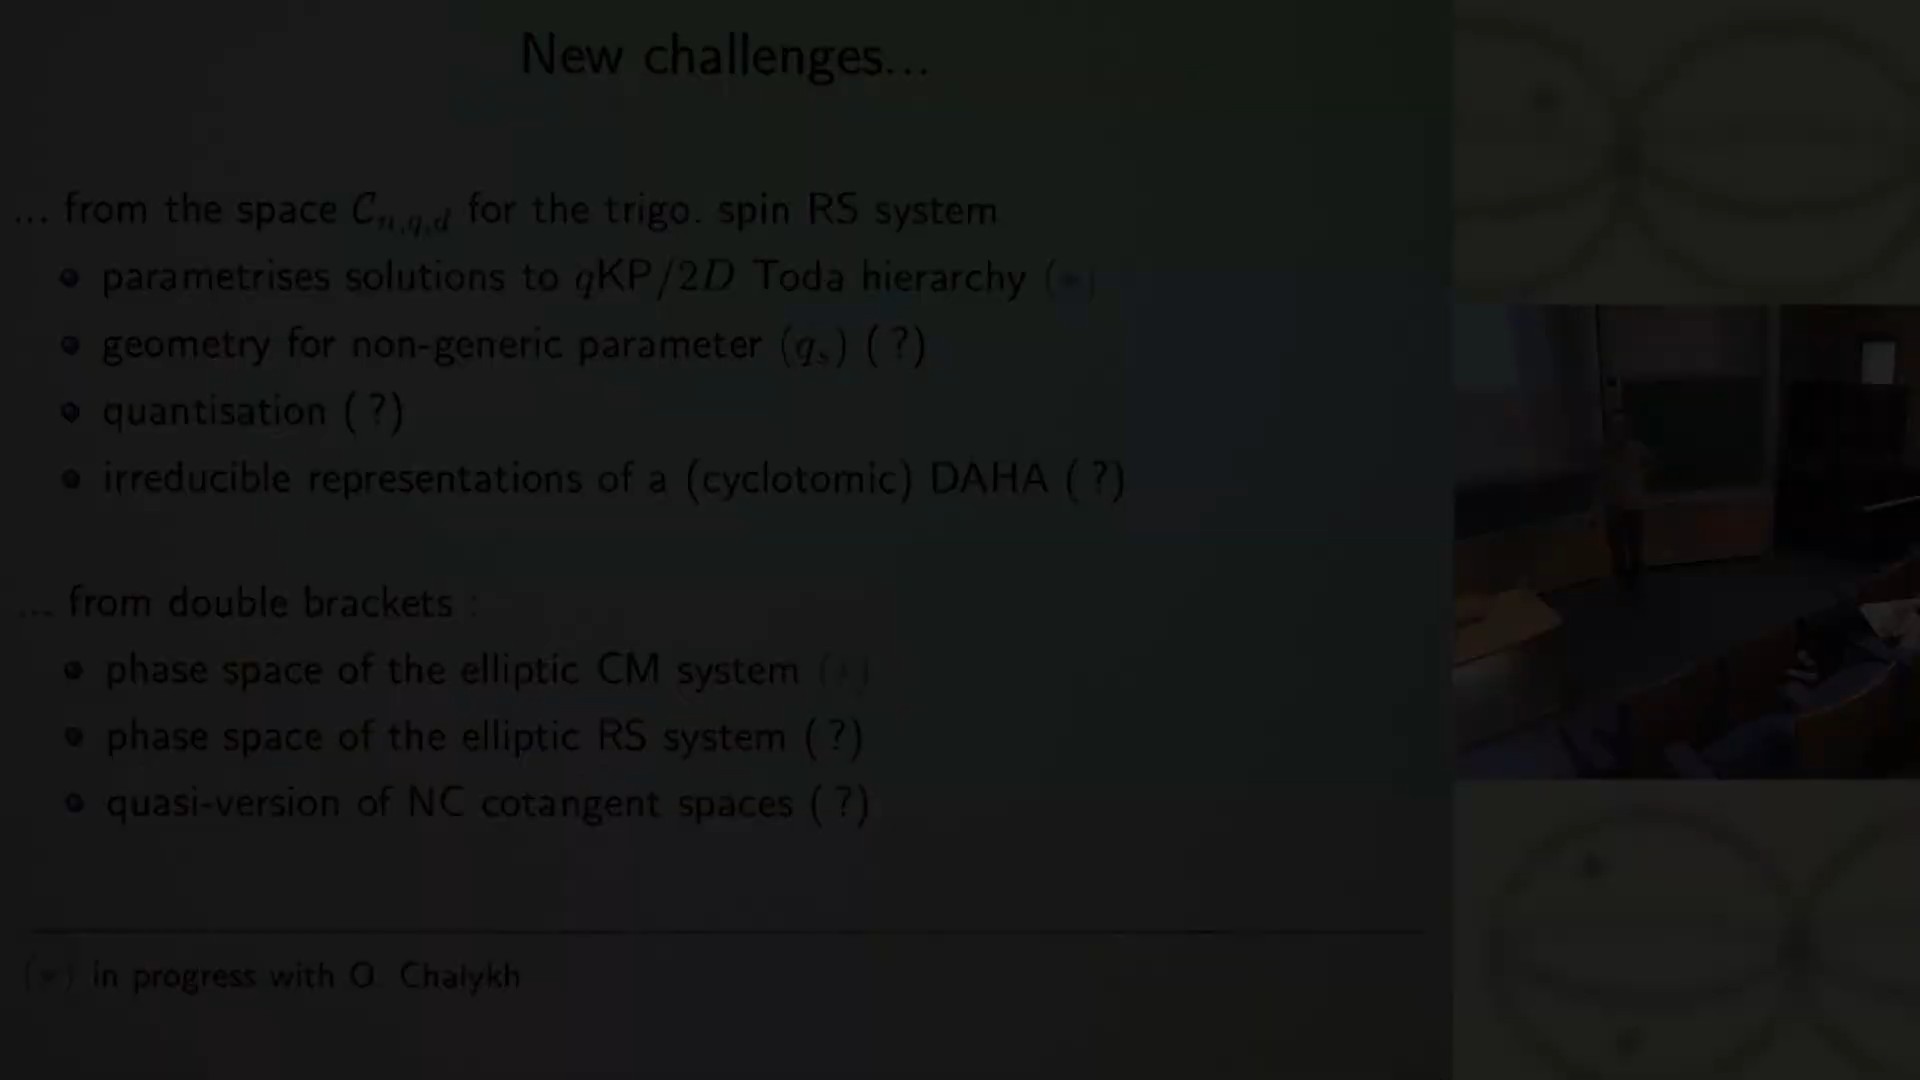 New challenges...
... from the space C_{n,q,d} for the trigo. spin RS system
parametrises solutions to qKP/2D Toda hierarchy (*)
geometry for non-generic parameter (q_s) (?)
quantisation (?)
irreducible representations of a (cyclotomic) DAHA (?)
... from double brackets :
phase space of the elliptic CM system (*)
phase space of the elliptic RS system (?)
quasi-version of NC cotangent spaces (?)
(*) in progress with O. Chalykh